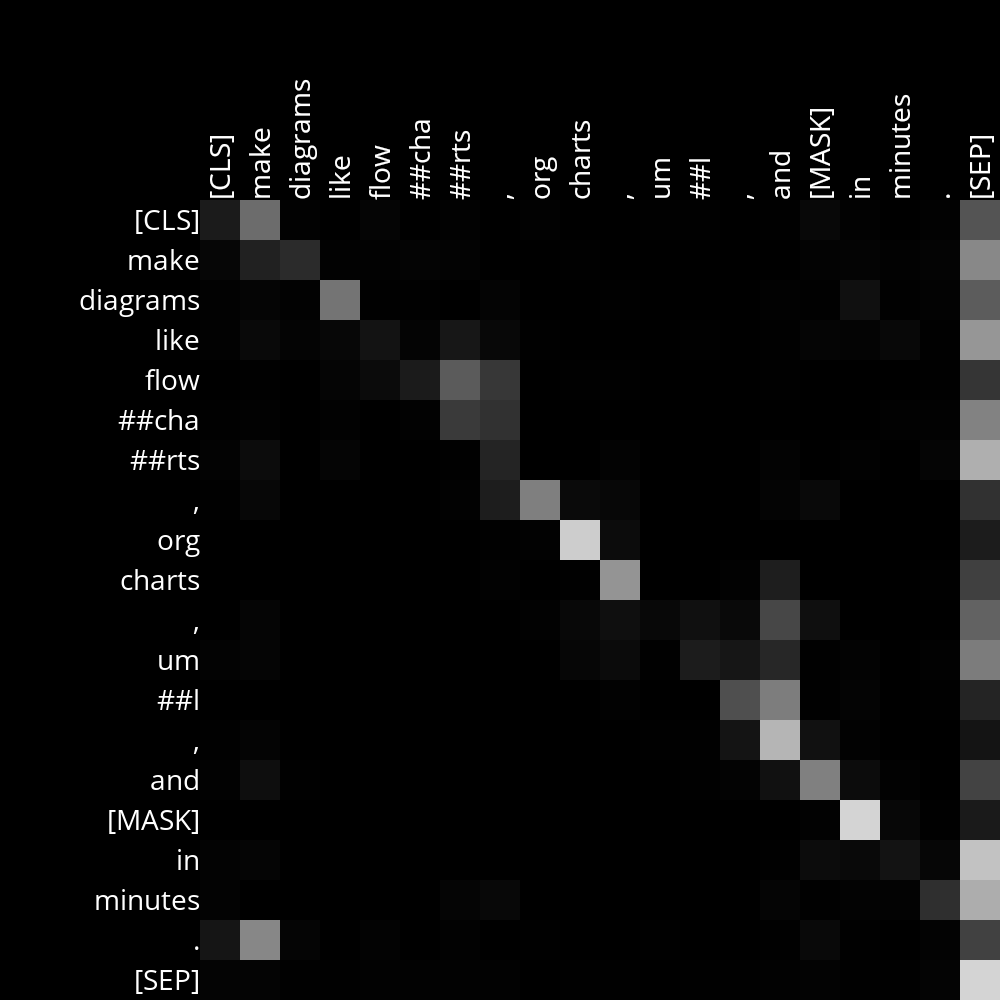 [CLS] make diagrams like flow ##cha ##rts , org charts , um ##l , and [MASK] in minutes . [SEP]
[CLS]
make
diagrams
like
flow
##cha
##rts
,
org
charts
,
um
##l
,
and
[MASK]
in
minutes
.
[SEP]